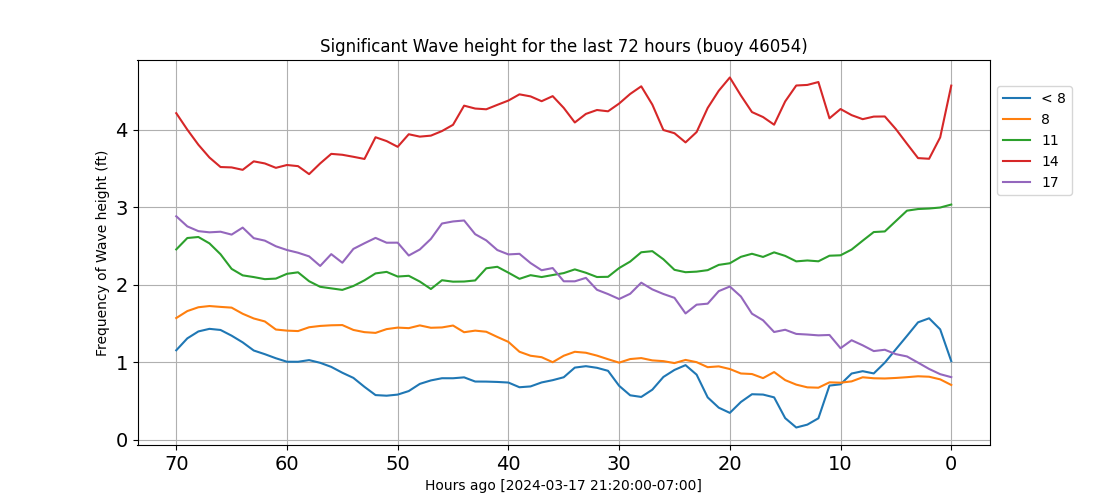 Significant Wave height for the last 72 hours (buoy 46054)
Frequency of Wave height (ft)
4
3
2
1
0
70 60 50 40 30 20 10 0
Hours ago [2024-03-17 21:20:00-07:00]
< 8
8
11
14
17